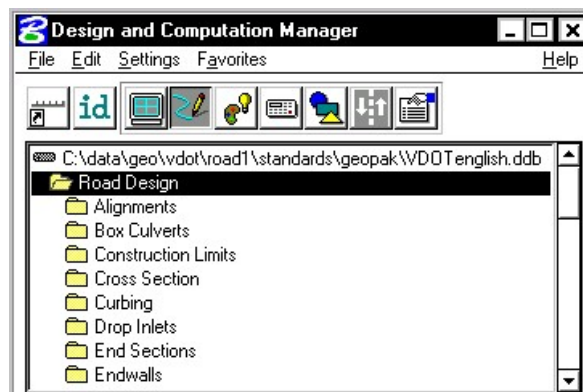 Design and Computation Manager
File Edit Settings Favorites Help
id
C:\data\geo\vdot\road1\standards\geopak\VDOTenglish.ddb
Road Design
Alignments
Box Culverts
Construction Limits
Cross Section
Curbing
Drop Inlets
End Sections
Endwalls